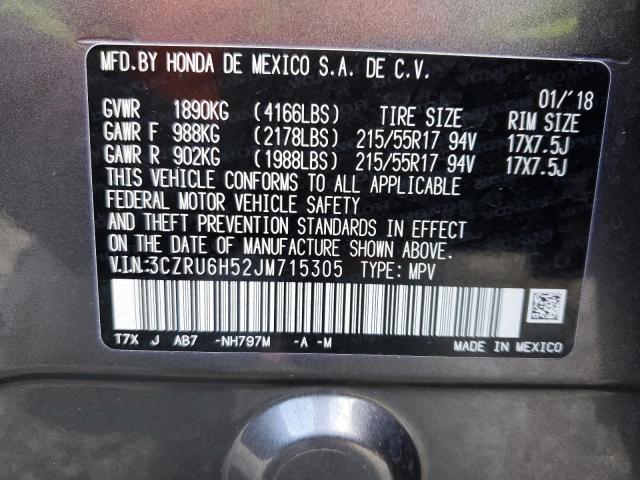 MFD.BY HONDA DE MEXICO S.A. DE C.V.
01/'18
GVWR 1890KG (4166LBS) TIRE SIZE RIM SIZE
GAWR F 988KG (2178LBS) 215/55R17 94V 17X7.5J
GAWR R 902KG (1988LBS) 215/55R17 94V 17X7.5J
THIS VEHICLE CONFORMS TO ALL APPLICABLE
FEDERAL MOTOR VEHICLE SAFETY
AND THEFT PREVENTION STANDARDS IN EFFECT
ON THE DATE OF MANUFACTURE SHOWN ABOVE.
V.I.N:3CZRU6H52JM715305 TYPE: MPV
T7X J AB7 -NH797M -A -M
MADE IN MEXICO